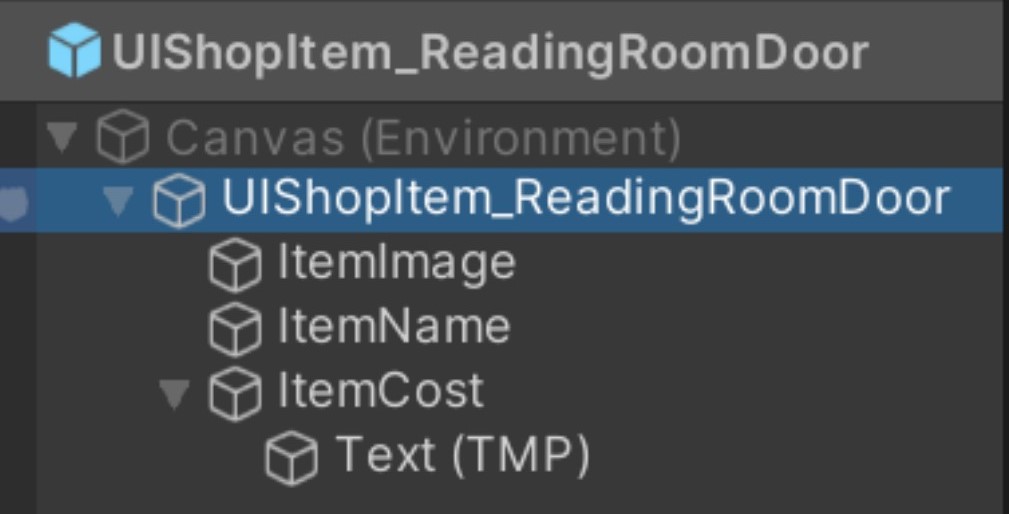 UIShopItem_ReadingRoomDoor
Canvas (Environment)
UIShopItem_ReadingRoomDoor
ItemImage
ItemName
ItemCost
Text (TMP)